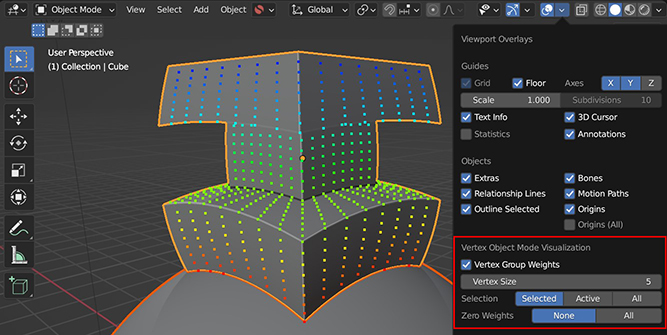 Object Mode View Select Add Object Global
User Perspective
(1) Collection | Cube
Viewport Overlays
Guides
Grid Floor Axes X Y Z
Scale 1.000 Subdivisions 10
Text Info 3D Cursor
Statistics Annotations
Objects
Extras Bones
Relationship Lines Motion Paths
Outline Selected Origins
Origins (All)
Vertex Object Mode Visualization
Vertex Group Weights
Vertex Size 5
Selection Selected Active All
Zero Weights None All